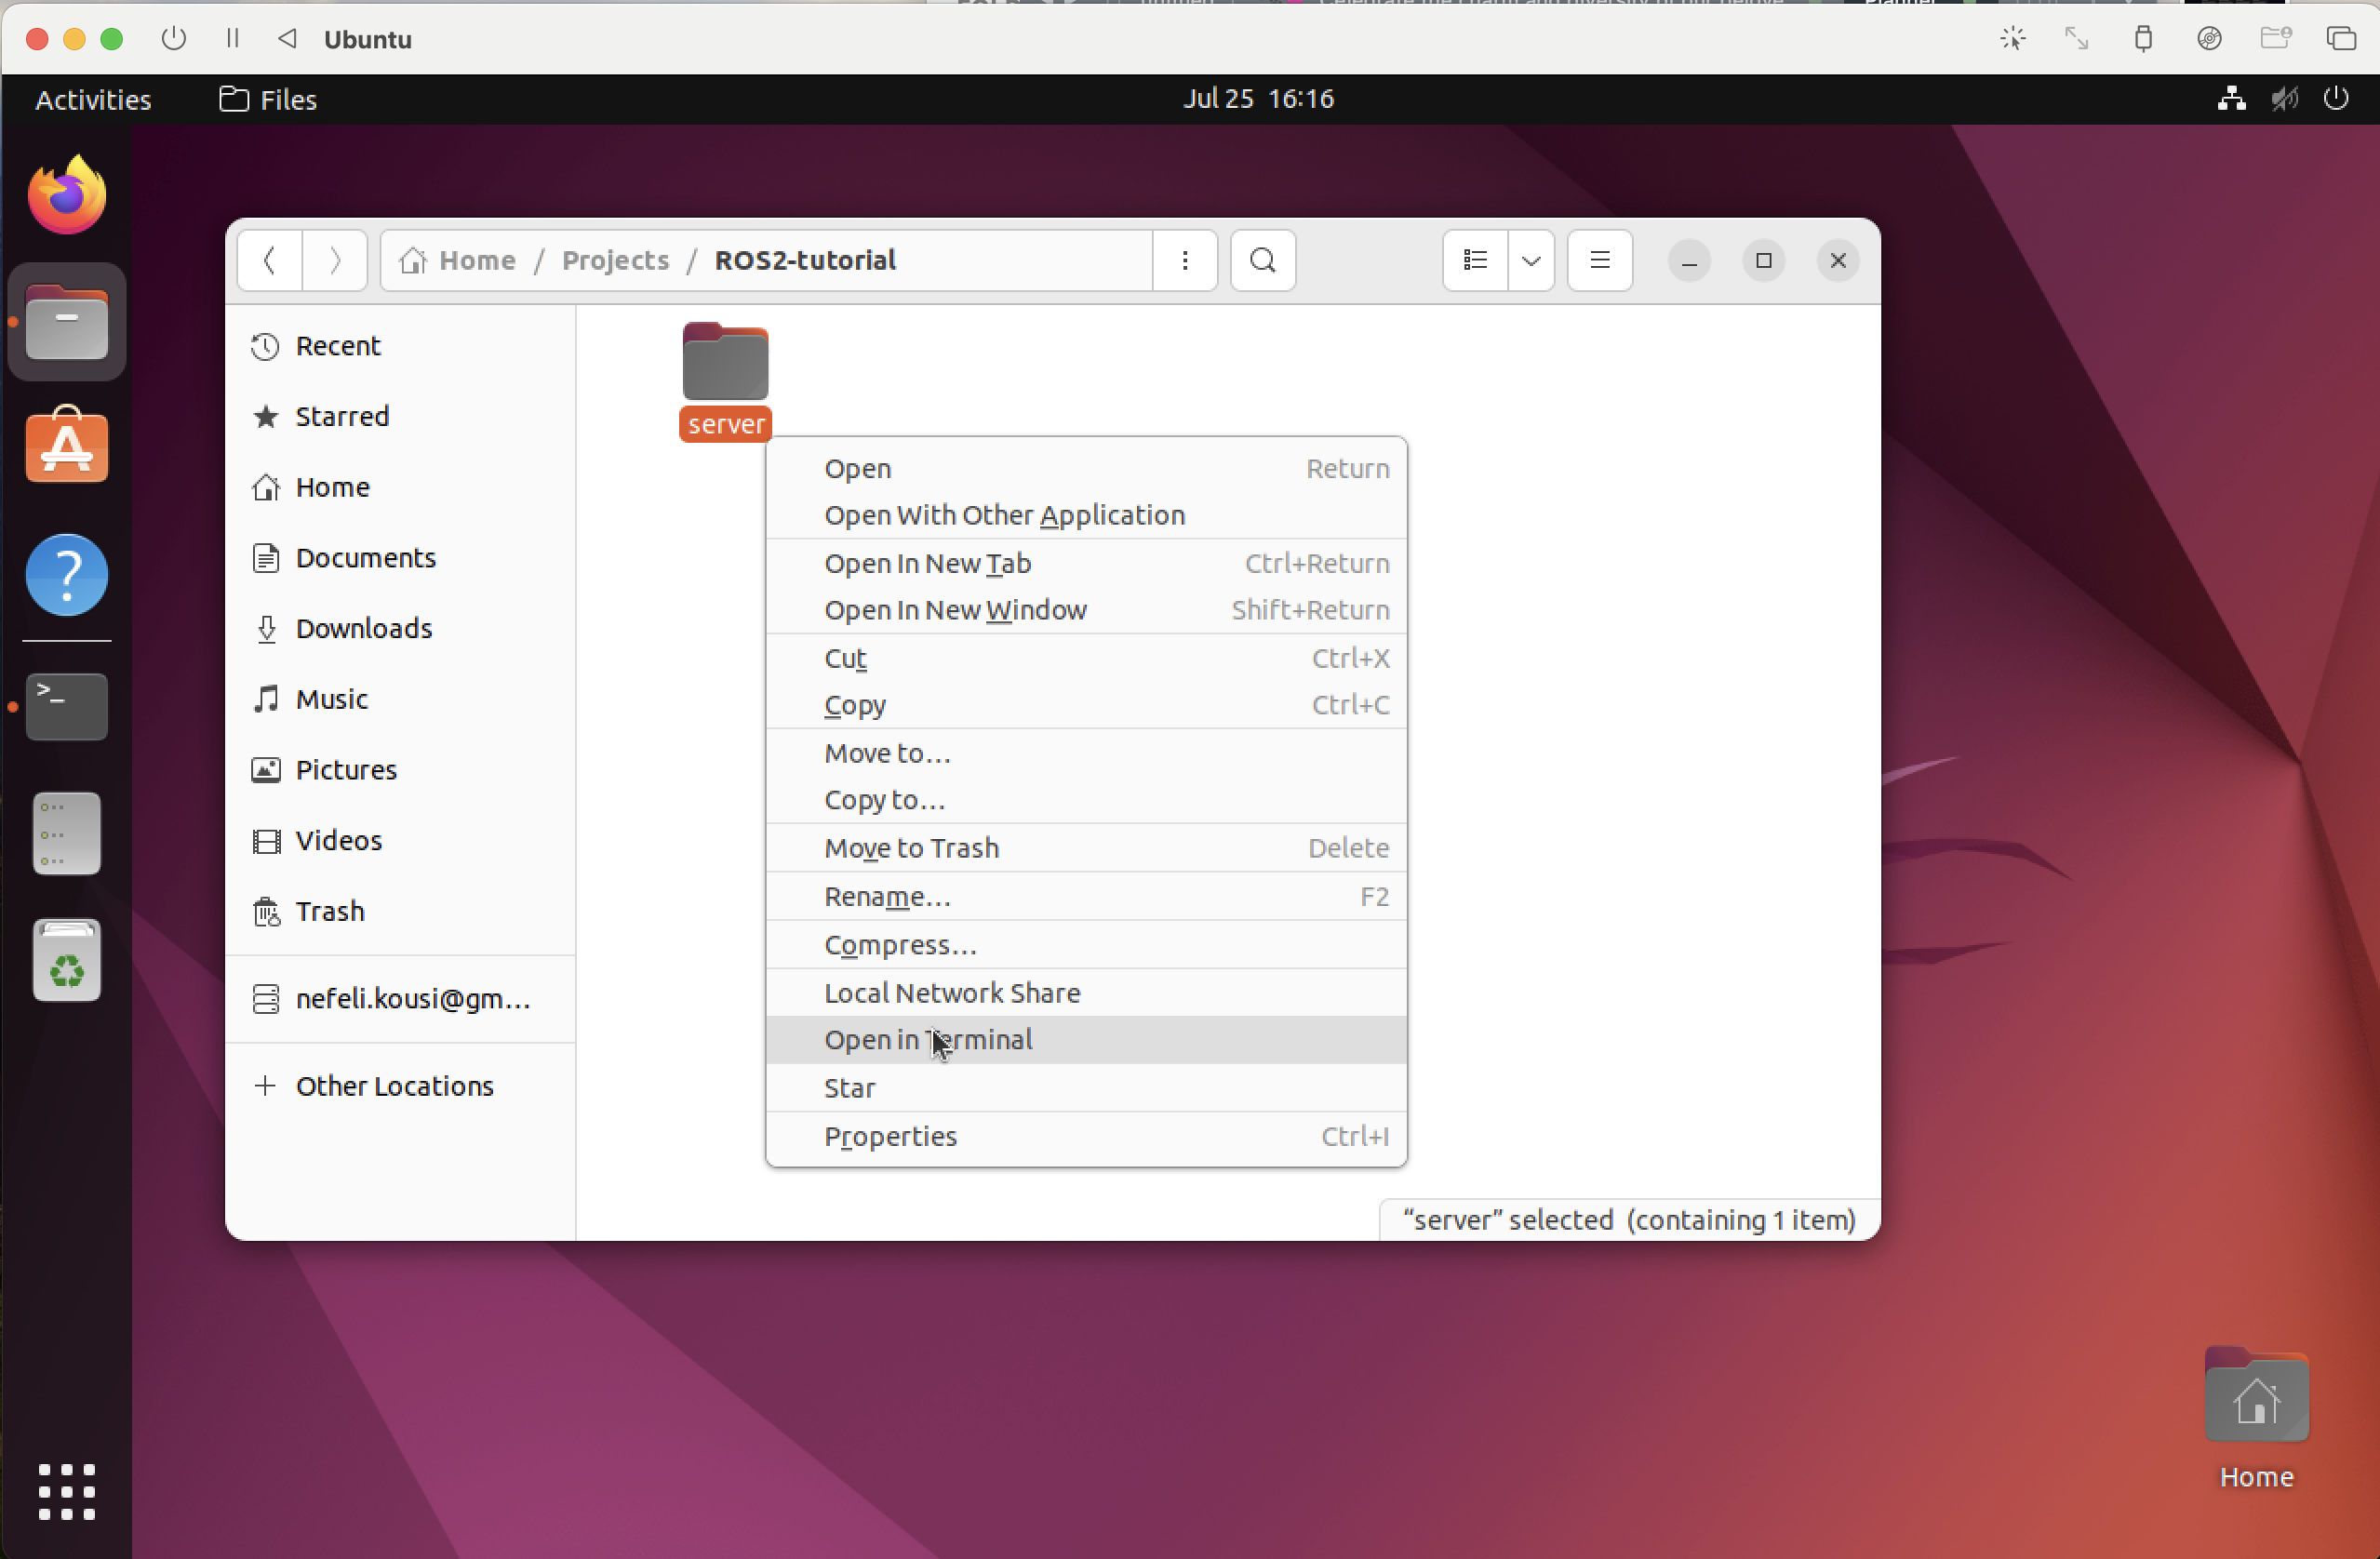 Ubuntu
Activities
Files
Jul 25 16:16
Home / Projects / ROS2-tutorial
Recent
Starred
Home
Documents
Downloads
Music
Pictures
Videos
Trash
nefeli.kousi@gm...
+ Other Locations
server
Open Return
Open With Other Application
Open In New Tab Ctrl+Return
Open In New Window Shift+Return
Cut Ctrl+X
Copy Ctrl+C
Move to...
Copy to...
Move to Trash Delete
Rename... F2
Compress...
Local Network Share
Open in Terminal
Star
Properties Ctrl+I
“server” selected (containing 1 item)
Home